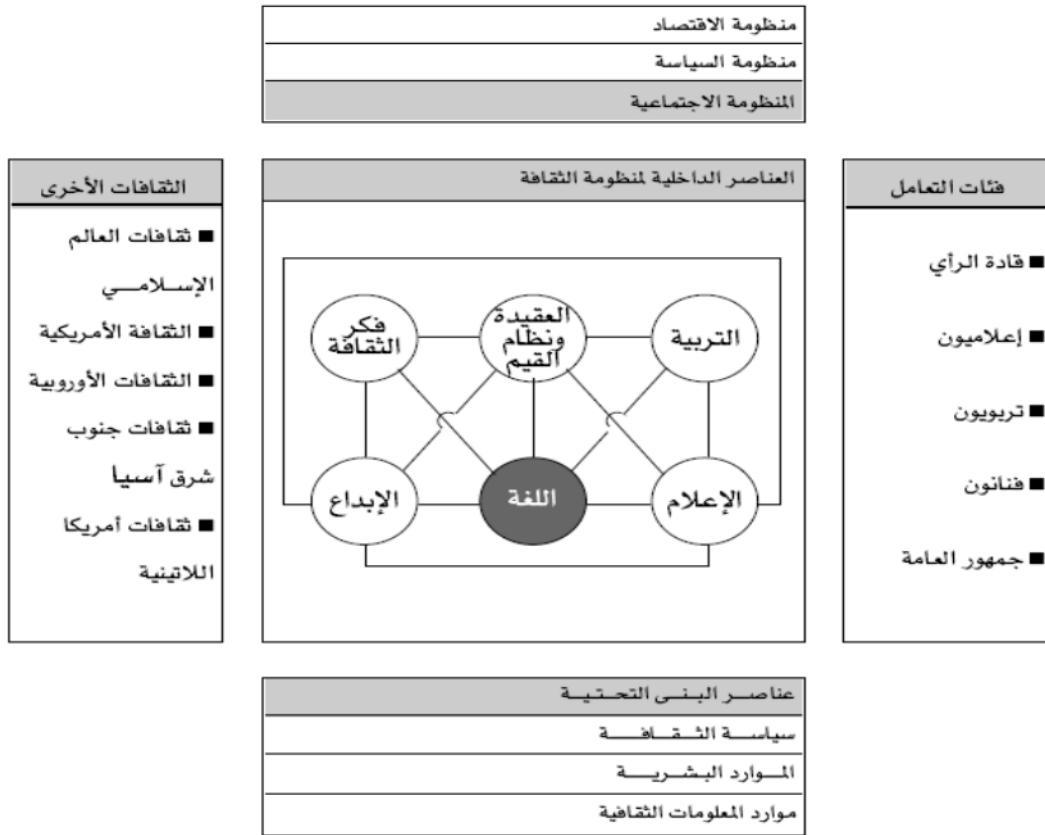 منظومة الاقتصاد
منظومة السياسة
المنظومة الاجتماعية
فئات التعامل
■ قادة الرأي
■ إعلاميون
■ تربويون
■ فنانون
■ جمهور العامة
العناصر الداخلية لمنظومة الثقافة
التربية
العقيدة
ونظام
القيم
فكر
الثقافة
الإعلام
اللغة
الإبداع
الثقافات الأخرى
■ ثقافات العالم
الإسلامي
■ الثقافة الأمريكية
■ الثقافات الأوروبية
■ ثقافات جنوب
شرق آسيا
■ ثقافات أمريكا
اللاتينية
عناصر البنى التحتية
سياسة الثقافة
الموارد البشرية
موارد المعلومات الثقافية